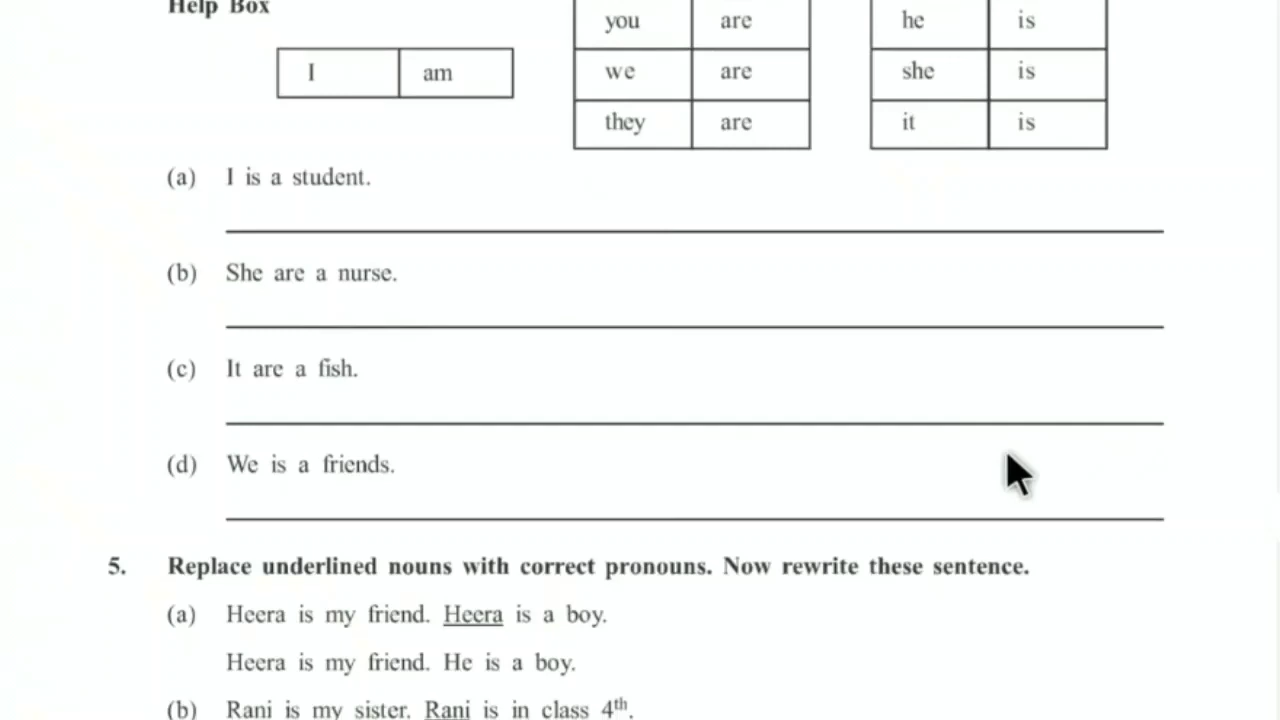 Help Box
I am
you are
we are
they are
he is
she is
it is
(a) I is a student.
(b) She are a nurse.
(c) It are a fish.
(d) We is a friends.
5. Replace underlined nouns with correct pronouns. Now rewrite these sentence.
(a) Heera is my friend. Heera is a boy.
Heera is my friend. He is a boy.
(b) Rani is my sister. Rani is in class 4th.